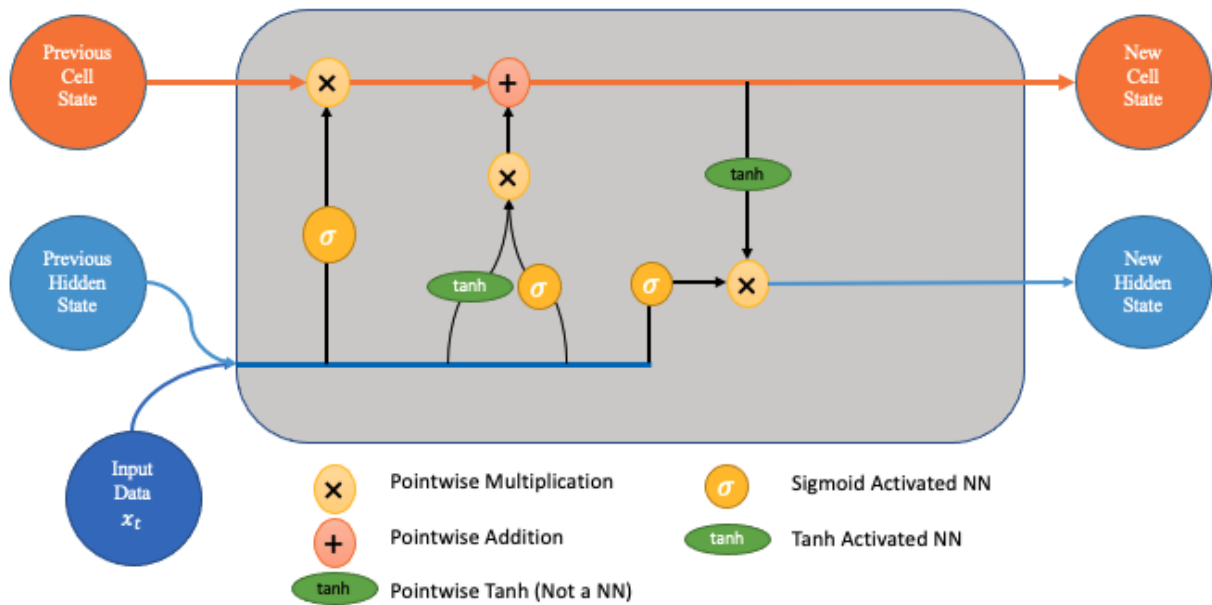 Previous
Cell
State
New
Cell
State
×
+
×
tanh
σ
Previous
Hidden
State
tanh
σ
σ
×
New
Hidden
State
Input
Data
x_t
×
Pointwise Multiplication
σ
Sigmoid Activated NN
+
Pointwise Addition
tanh
Tanh Activated NN
tanh
Pointwise Tanh (Not a NN)